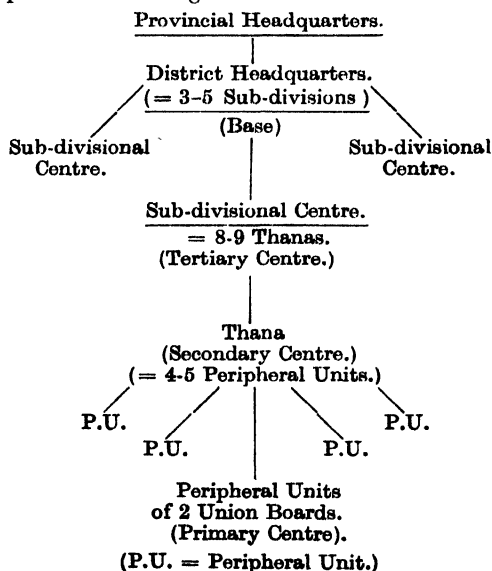 Provincial Headquarters.
District Headquarters.
(= 3-5 Sub-divisions)
(Base)
Sub-divisional
Centre.
Sub-divisional
Centre.
Sub-divisional Centre.
= 8-9 Thanas.
(Tertiary Centre.)
Thana
(Secondary Centre.)
(= 4-5 Peripheral Units.)
P.U.
P.U.
P.U.
P.U.
Peripheral Units
of 2 Union Boards.
(Primary Centre).
(P.U. = Peripheral Unit.)